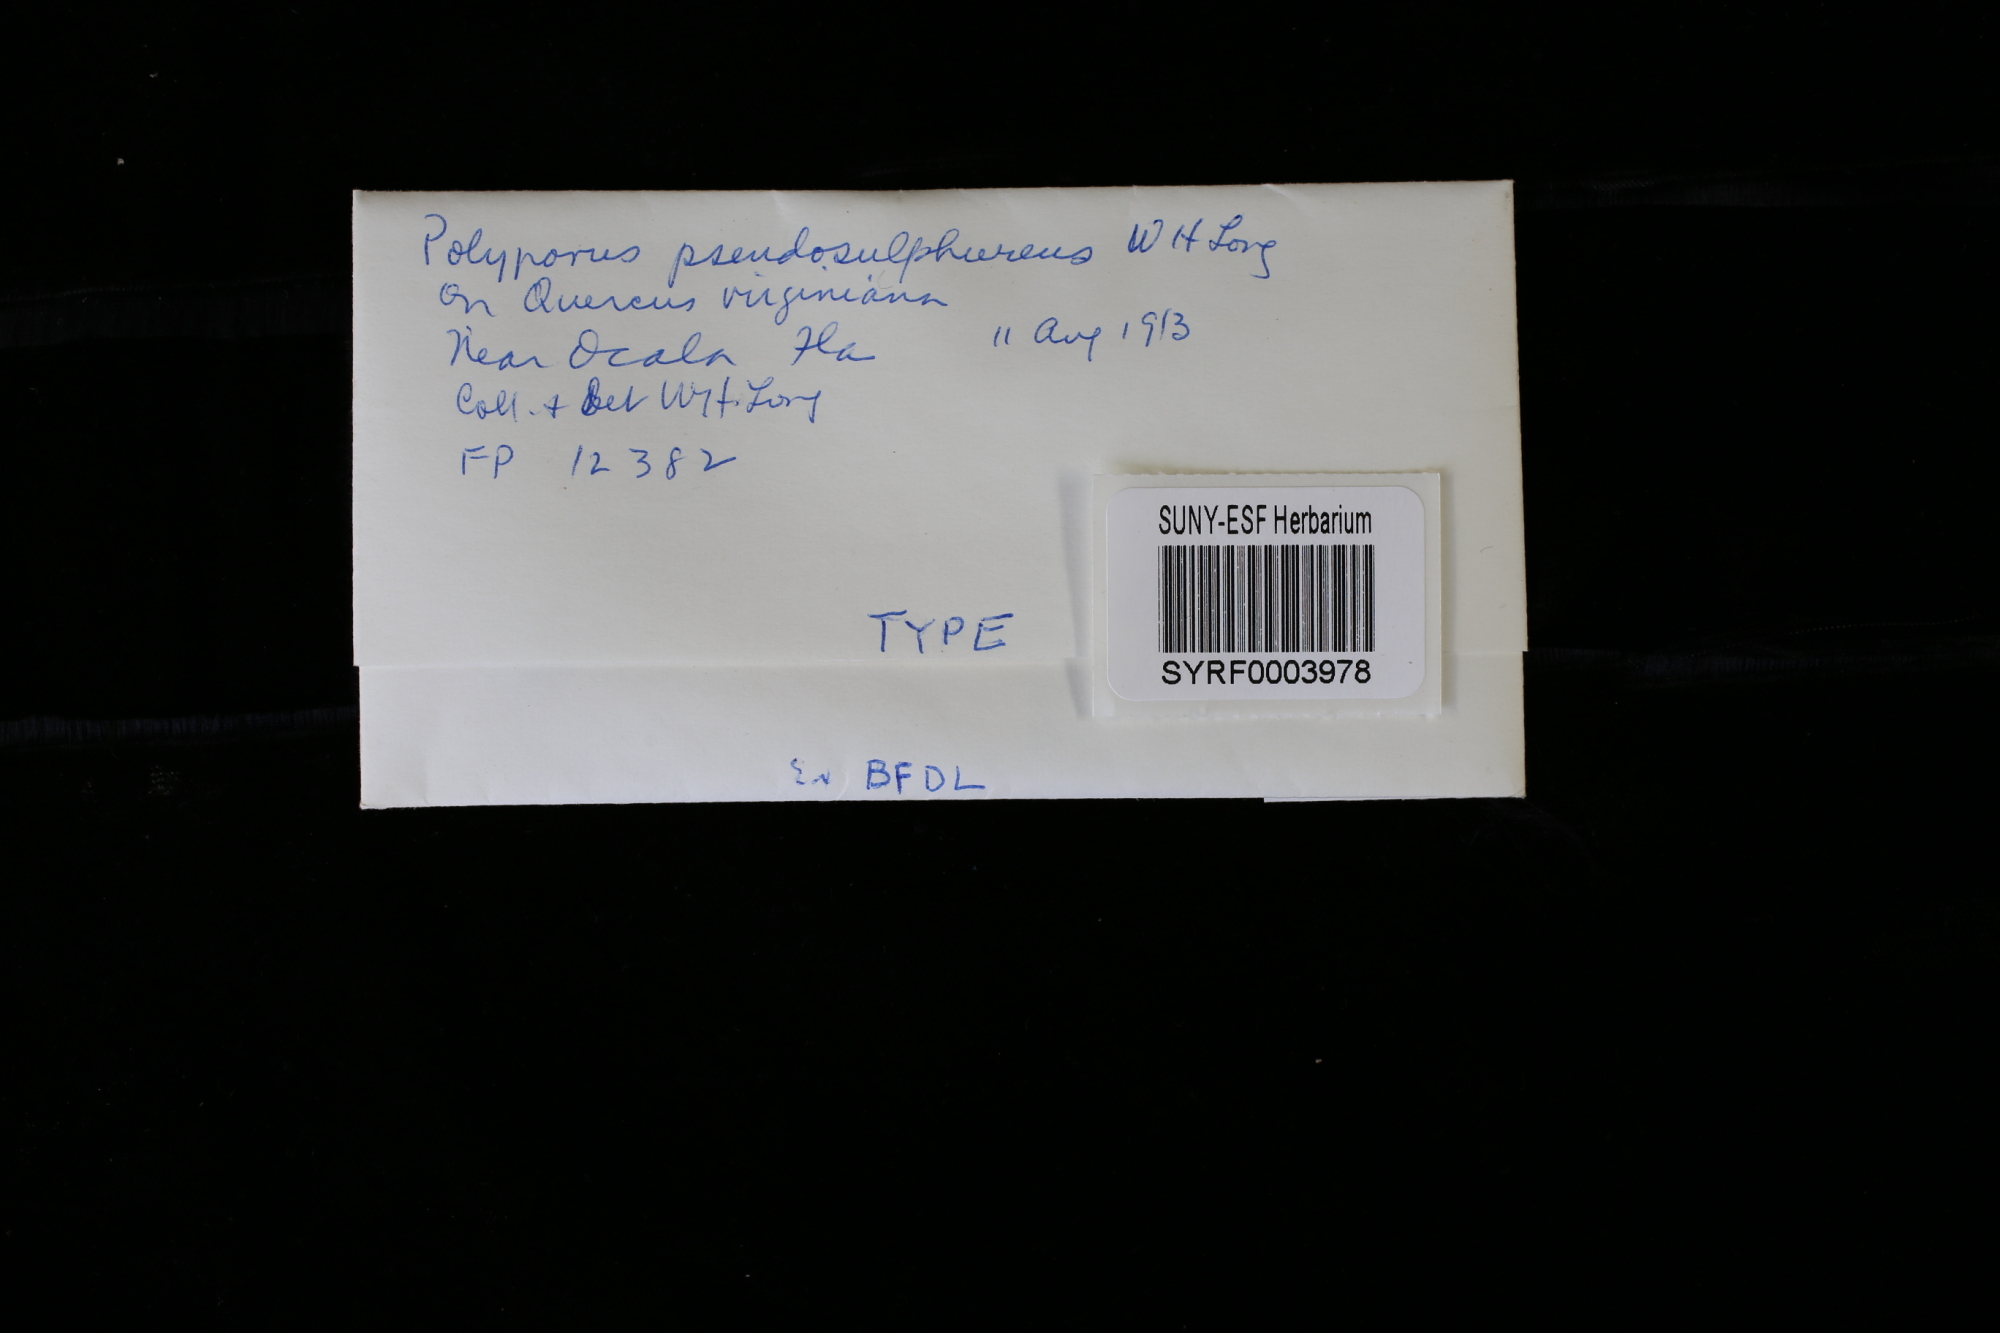 Polyporus pseudosulphureus W H Long
On Quercus virginiana
Near Ocala Fla 11 Aug 1913
Coll. + Det W.H. Long
FP 12382
SUNY-ESF Herbarium
SYRF0003978
TYPE
Ex BFDL